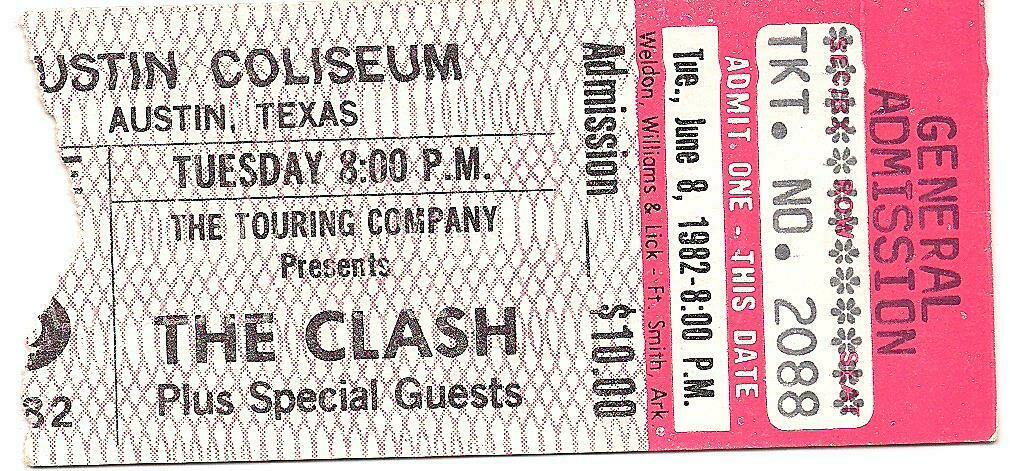 USTIN COLISEUM
AUSTIN, TEXAS
TUESDAY 8:00 P.M.
THE TOURING COMPANY
Presents
THE CLASH
Plus Special Guests
82
Admission $10.00
Weldon, Williams & Lick - Ft. Smith, Ark.
Tue., June 8, 1982-8:00 P.M.
ADMIT ONE - THIS DATE
TKT. NO. 2088
ROW SEAT
GENERAL
ADMISSION